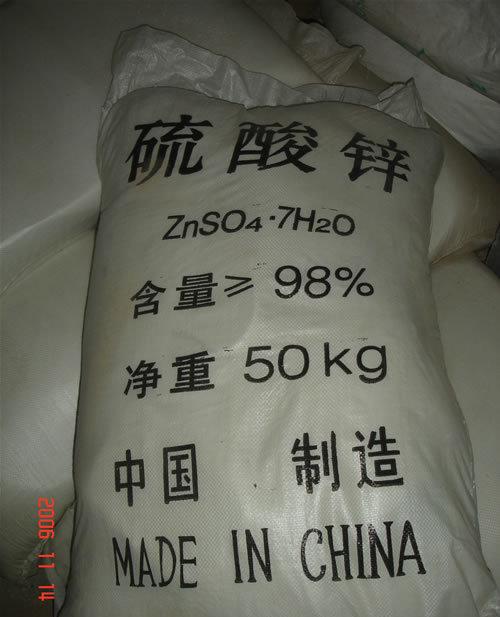 硫酸锌
ZnSO4·7H2O
含量≥98%
净重 50kg
中国 制造
MADE IN CHINA
2006 11 14